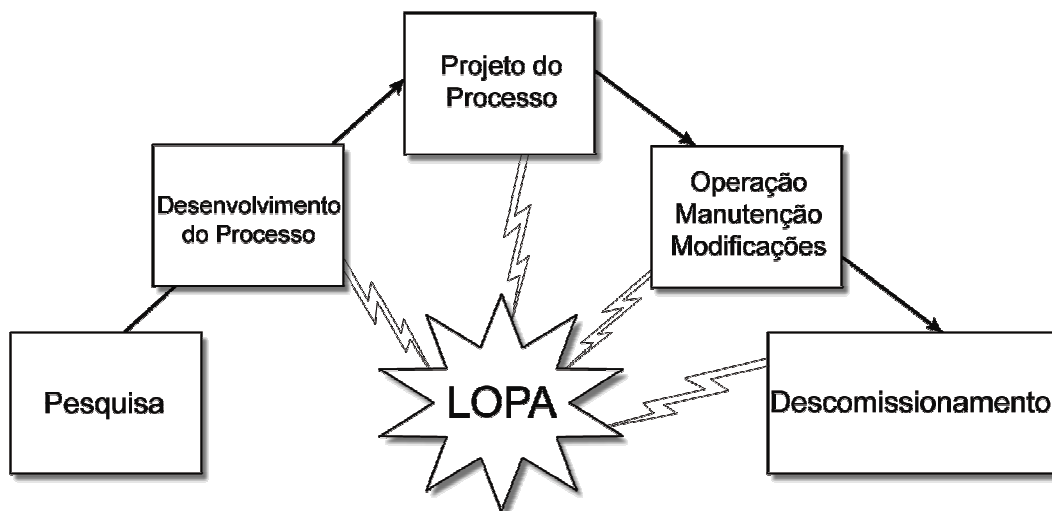 Projeto do
Processo
Desenvolvimento
do Processo
Operação
Manutenção
Modificações
Pesquisa
LOPA
Descomissionamento